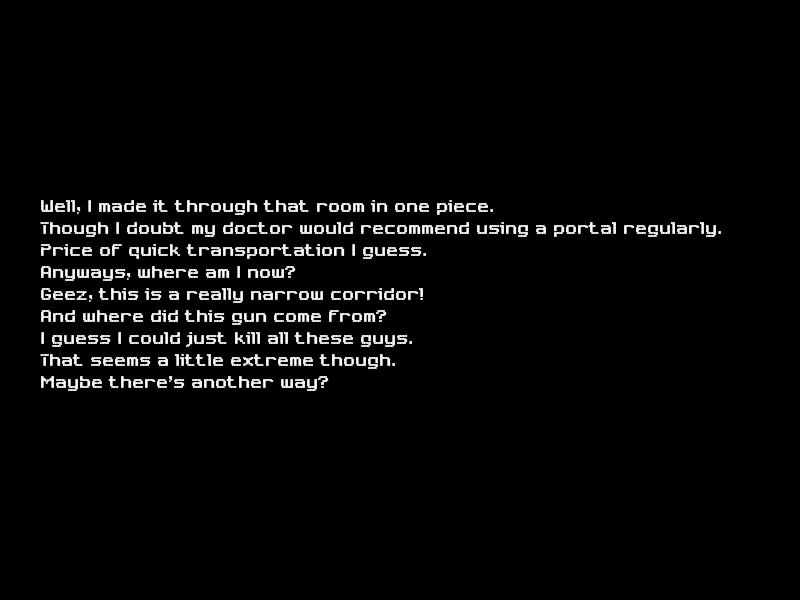 Well, I made it through that room in one piece.
Though I doubt my doctor would recommend using a portal regularly.
Price of quick transportation I guess.
Anyways, where am I now?
Geez, this is a really narrow corridor!
And where did this gun come from?
I guess I could just kill all these guys.
That seems a little extreme though.
Maybe there's another way?